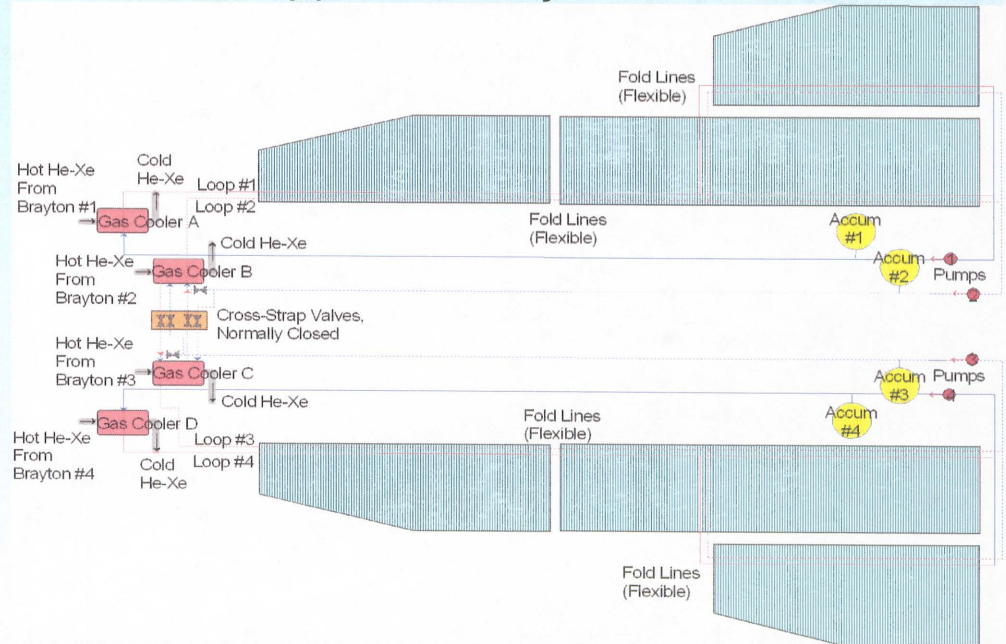 Fold Lines
(Flexible)
Hot He-Xe
From
Brayton #1
Cold
He-Xe
Loop #1
Loop #2
Gas Cooler A
Fold Lines
(Flexible)
Accum
#1
Cold He-Xe
Hot He-Xe
From
Brayton #2
Gas Cooler B
Accum
#2
1
Pumps
2
Cross-Strap Valves,
Normally Closed
Hot He-Xe
From
Brayton #3
Gas Cooler C
Cold He-Xe
Accum
#3
Pumps
4
Accum
#4
Gas Cooler D
Hot He-Xe
From
Brayton #4
Cold
He-Xe
Loop #3
Loop #4
Fold Lines
(Flexible)
Fold Lines
(Flexible)